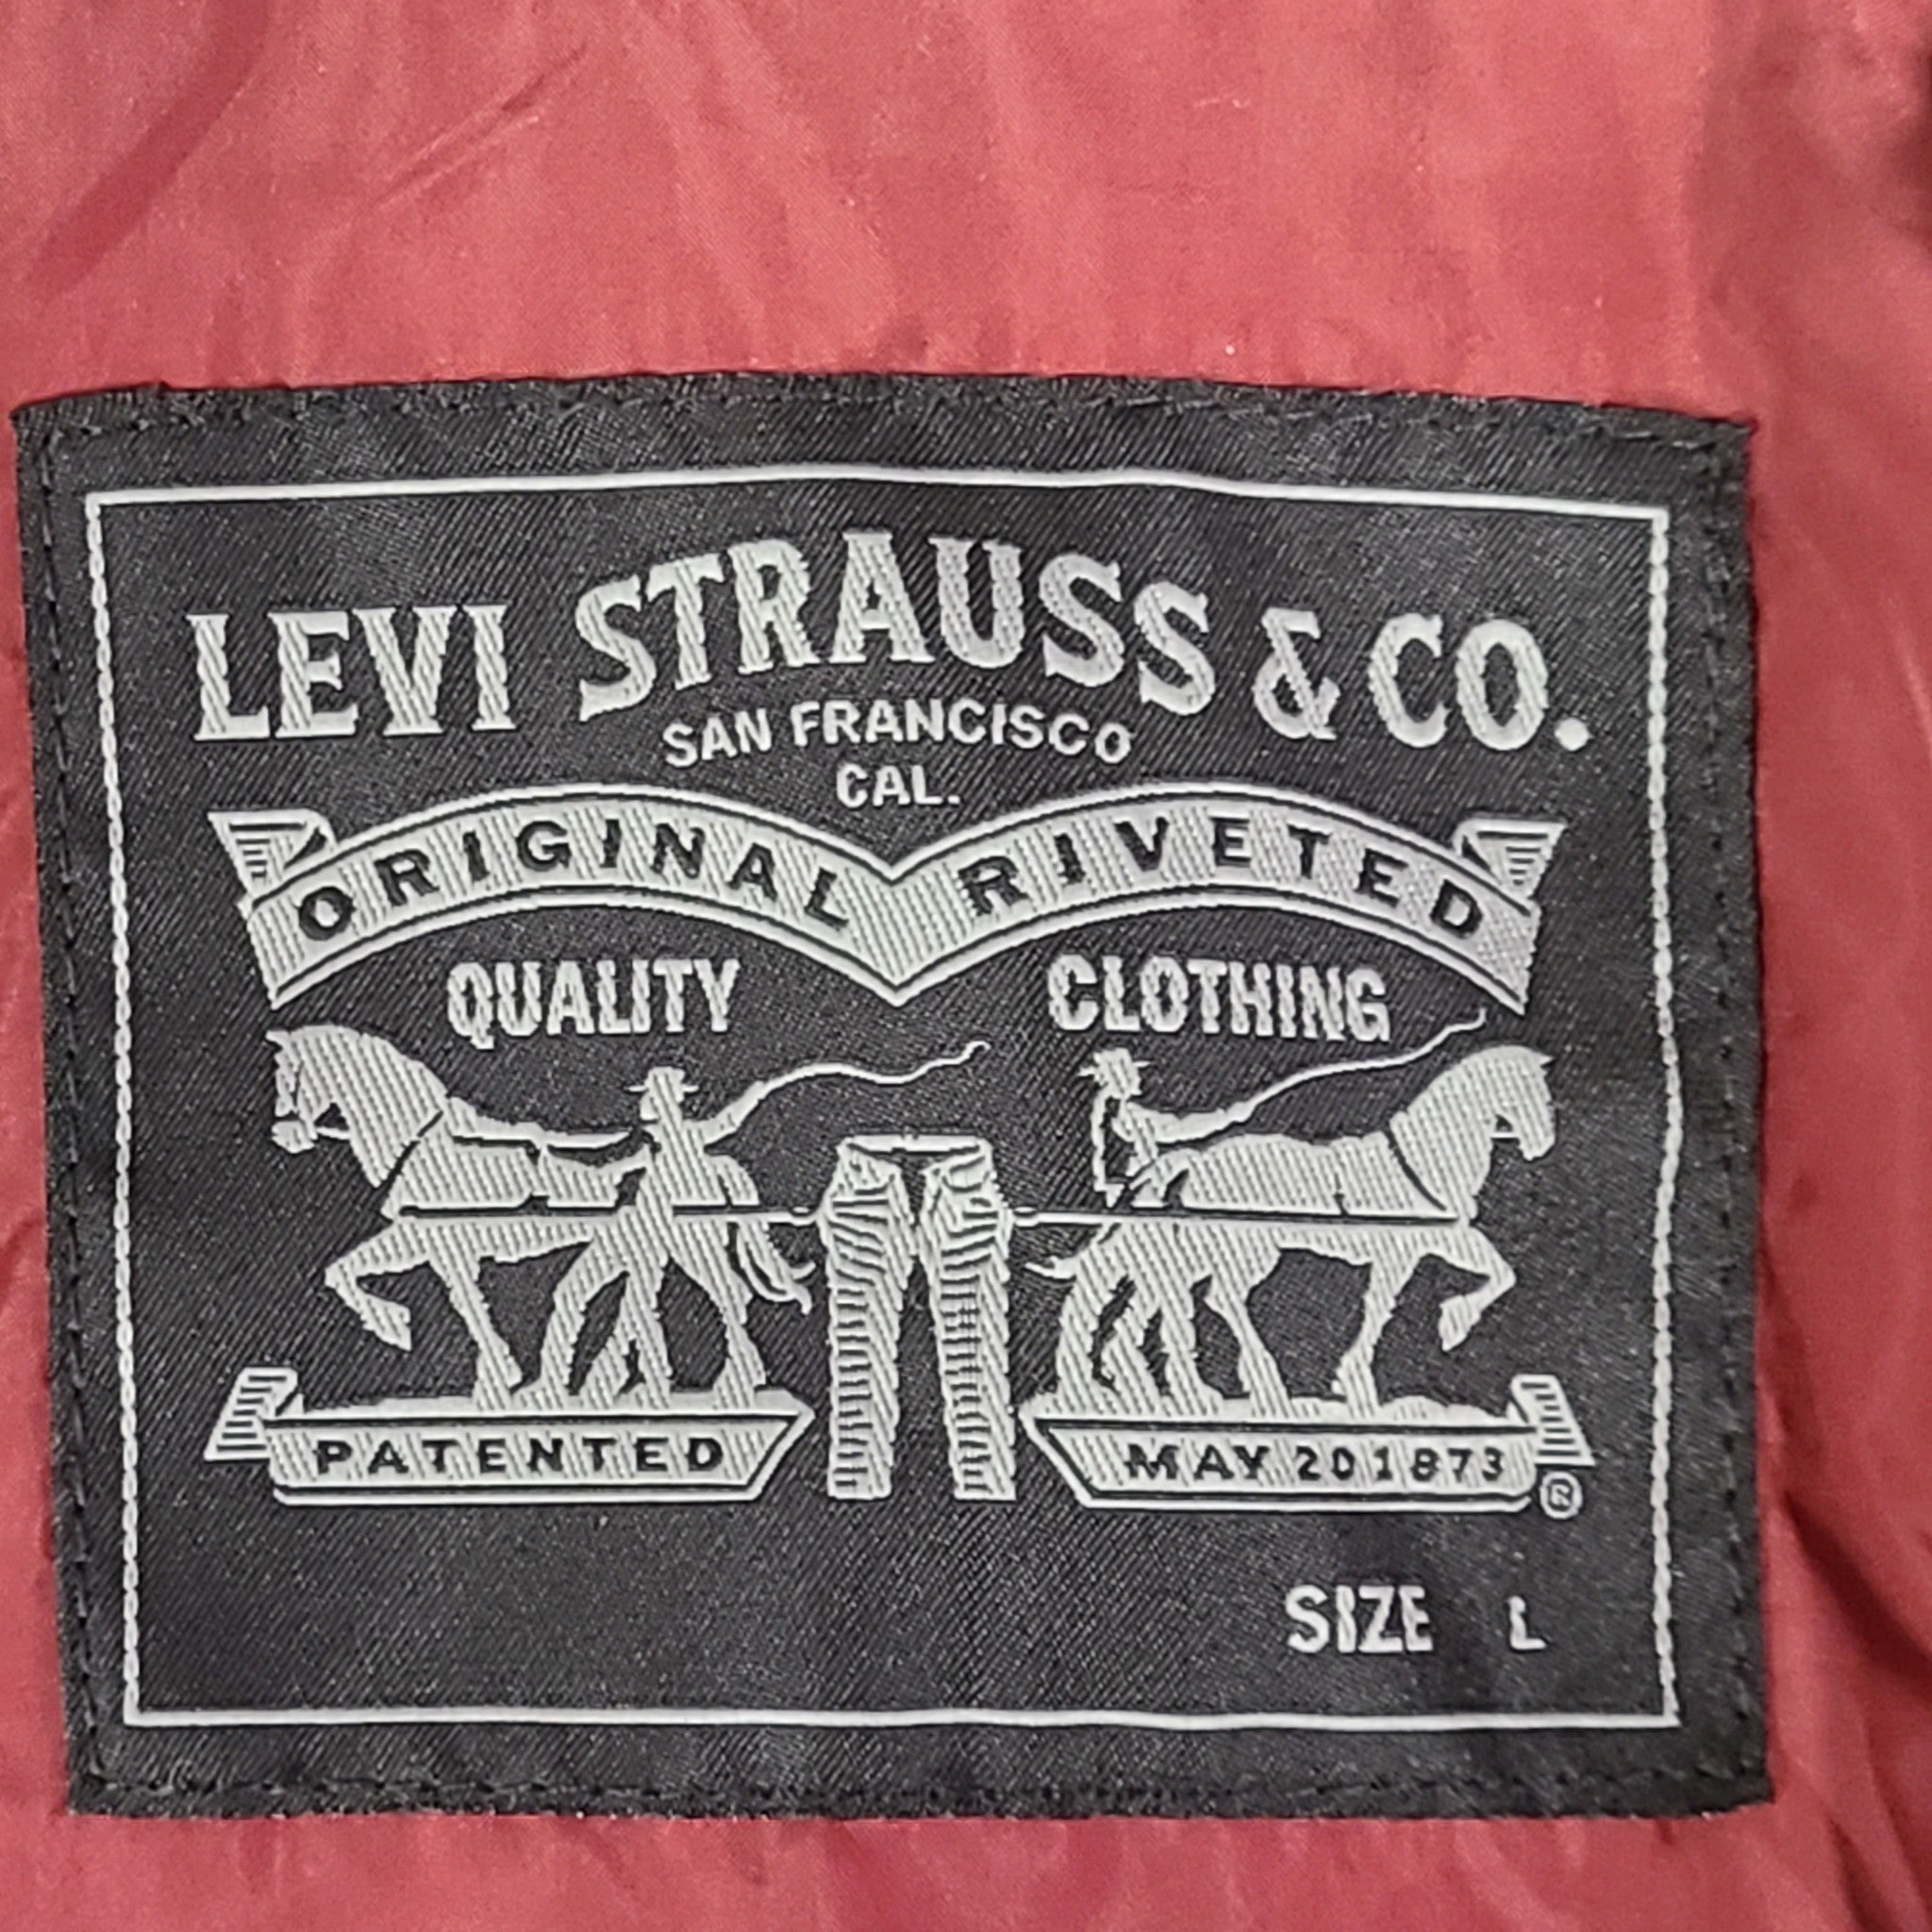 LEVI STRAUSS & CO.
SAN FRANCISCO
CAL.
ORIGINAL RIVETED
QUALITY CLOTHING
PATENTED MAY 20 1873
®
SIZE L